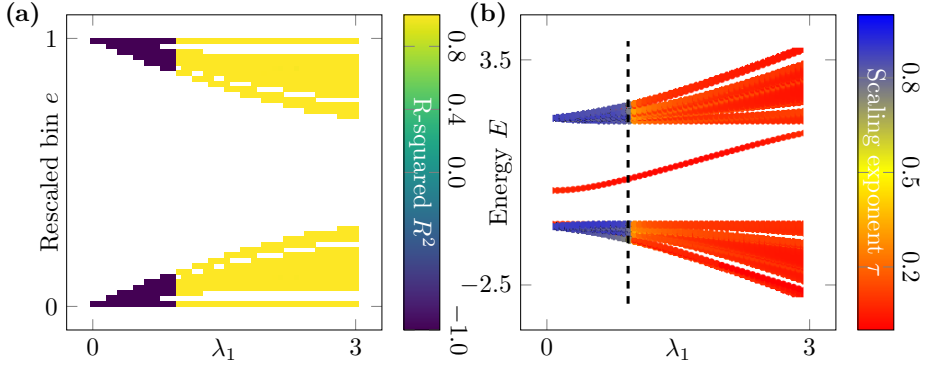 (a)
Rescaled bin e
1
0
0
λ₁
3
R-squared R²
0.8
0.4
0.0
−1.0
(b)
Energy E
3.5
−2.5
0
λ₁
3
Scaling exponent τ
0.8
0.5
0.2